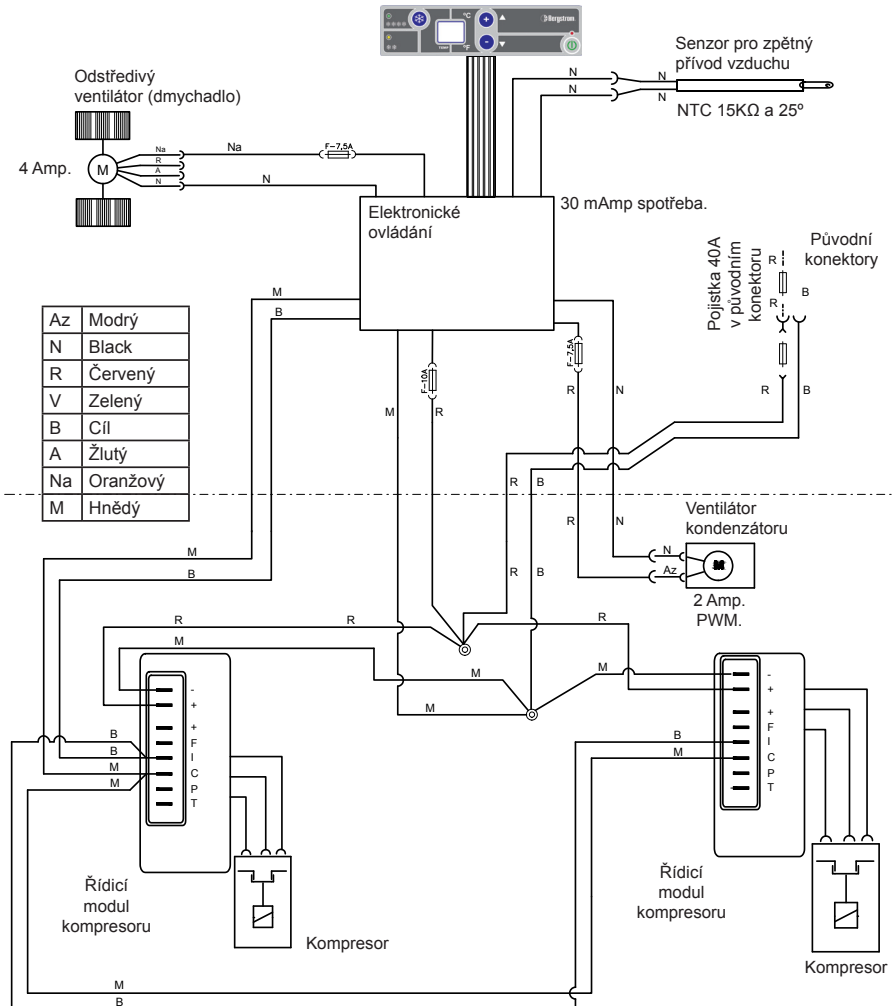 °C
°F
TEMP
Bergstrom
Odstředivý
ventilátor (dmychadlo)
4 Amp.
M
Na
R
A
N
Na
N
F-7,5A
N
N
N
N
Senzor pro zpětný
přívod vzduchu
NTC 15KΩ a 25º
Elektronické
ovládání
30 mAmp spotřeba.
Pojistka 40A
v původním
konektoru
Původní
konektory
R
R
B
R
B
M
B
Az Modrý
N Black
R Červený
V Zelený
B Cíl
A Žlutý
Na Oranžový
M Hnědý
F-10A
F-7,5A
M
R
R
N
R
B
R
N
R
B
Ventilátor
kondenzátoru
N
Az
M
2 Amp.
PWM.
M
B
R
R
R
M
M
M
M
-
+
+
F
I
C
P
T
B
B
M
M
B
M
-
+
+
F
I
C
P
T
Řídicí
modul
kompresoru
Kompresor
Řídicí
modul
kompresoru
Kompresor
M
B